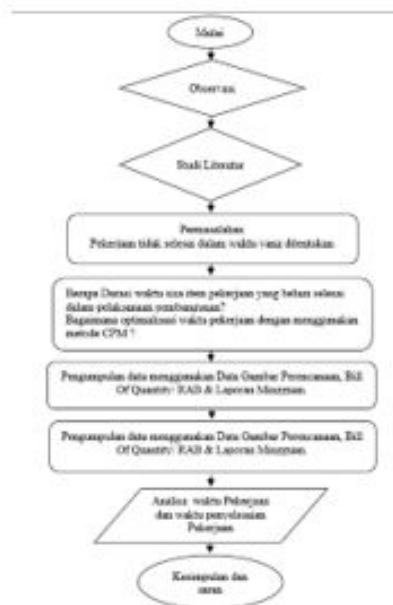 Mulai
Observasi
Studi Literatur
Permasalahan
Pekerjaan tidak selesai dalam waktu yang ditentukan
Berapa Durasi waktu sisa item pekerjaan yang belum selesai
dalam pelaksanaan pembangunan?
Bagaimana optimalisasi waktu pekerjaan dengan menggunakan
metode CPM ?
Pengumpulan data menggunakan Data Gambar Perencanaan, Bill
Of Quantity/ RAB & Laporan Mingguan.
Pengumpulan data menggunakan Data Gambar Perencanaan, Bill
Of Quantity/ RAB & Laporan Mingguan.
Analisa waktu Pekerjaan
dan waktu penyelesaian
Pekerjaan
Kesimpulan dan
saran